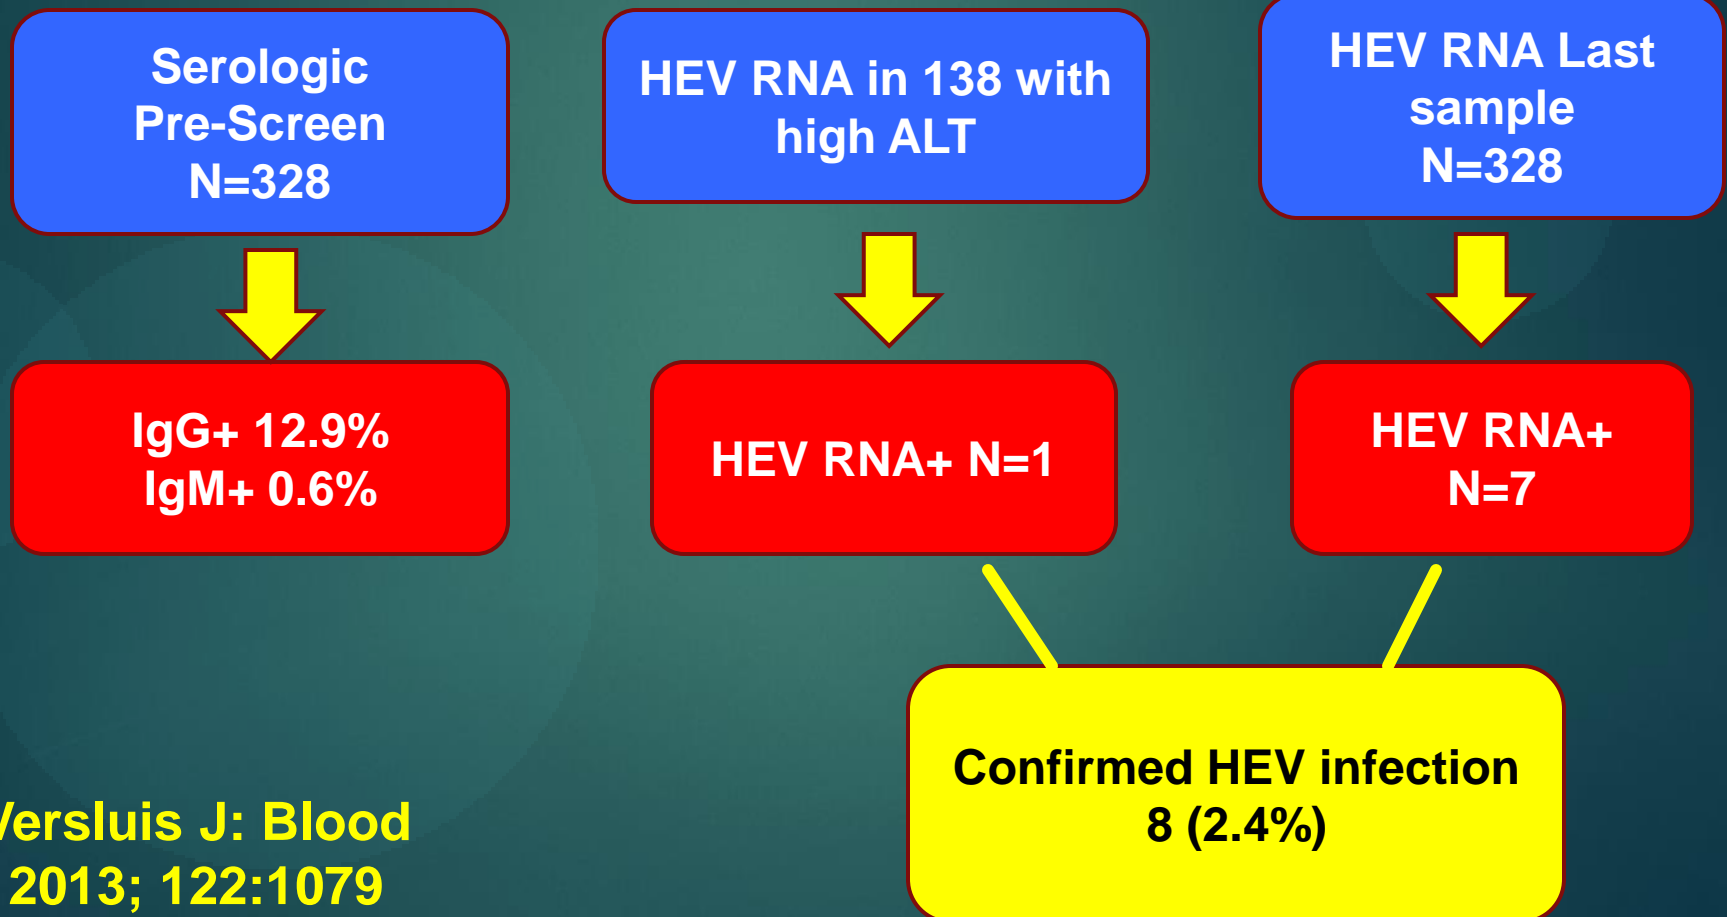 Serologic
Pre-Screen
N=328
HEV RNA in 138 with
high ALT
HEV RNA Last
sample
N=328
IgG+ 12.9%
IgM+ 0.6%
HEV RNA+ N=1
HEV RNA+
N=7
Confirmed HEV infection
8 (2.4%)
Versluis J: Blood
2013; 122:1079